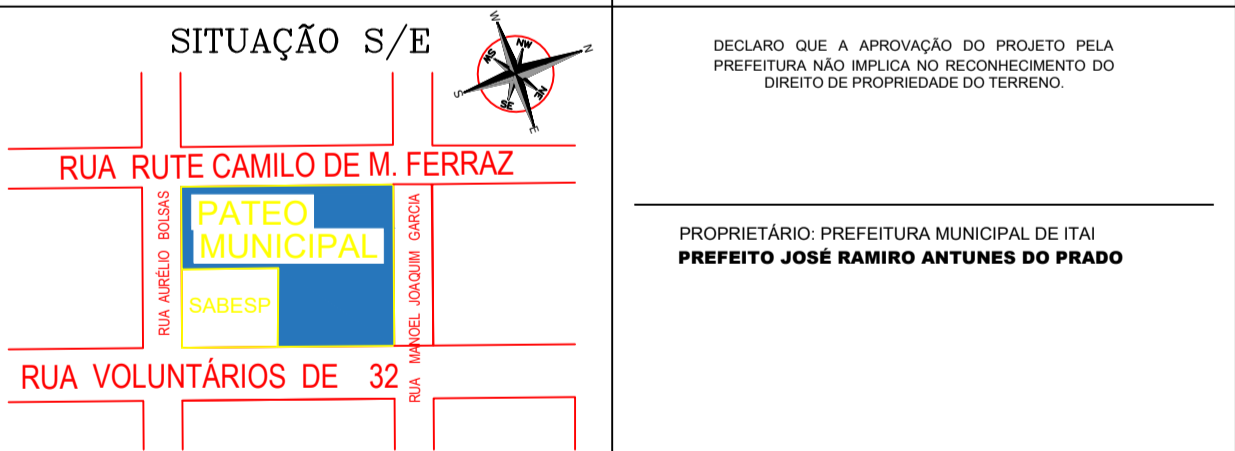 SITUAÇÃO S/E
W
NW
N
SW
NE
S
SE
E
RUA RUTE CAMILO DE M. FERRAZ
RUA AURÉLIO BOLSAS
PATEO
MUNICIPAL
SABESP
RUA MANOEL JOAQUIM GARCIA
RUA VOLUNTÁRIOS DE 32
DECLARO QUE A APROVAÇÃO DO PROJETO PELA
PREFEITURA NÃO IMPLICA NO RECONHECIMENTO DO
DIREITO DE PROPRIEDADE DO TERRENO.
PROPRIETÁRIO: PREFEITURA MUNICIPAL DE ITAI
PREFEITO JOSÉ RAMIRO ANTUNES DO PRADO